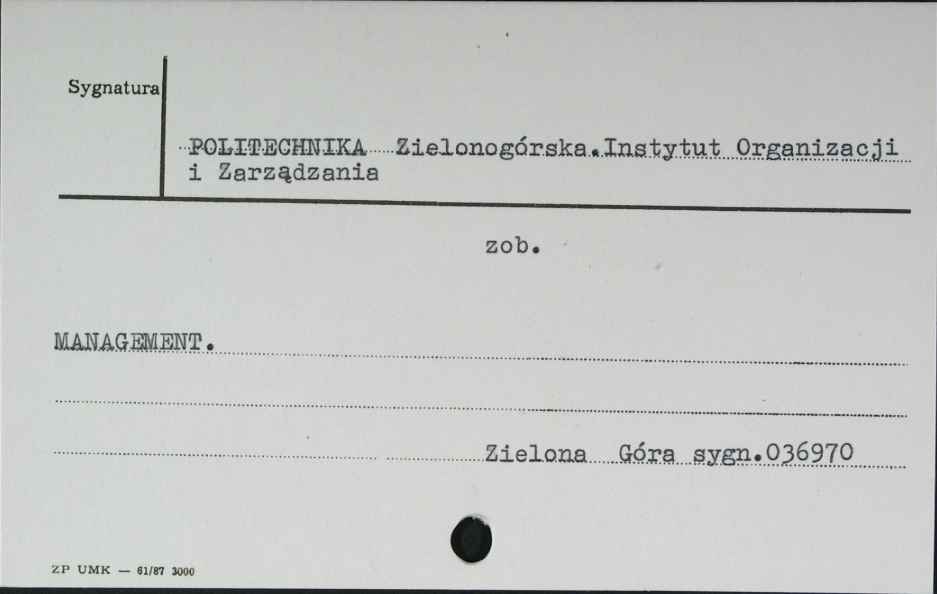 Sygnatura
POLITECHNIKA Zielonogórska.Instytut Organizacji
i Zarządzania
zob.
MANAGEMENT.
Zielona Góra sygn.036970
ZP UMK — 61/87 3000